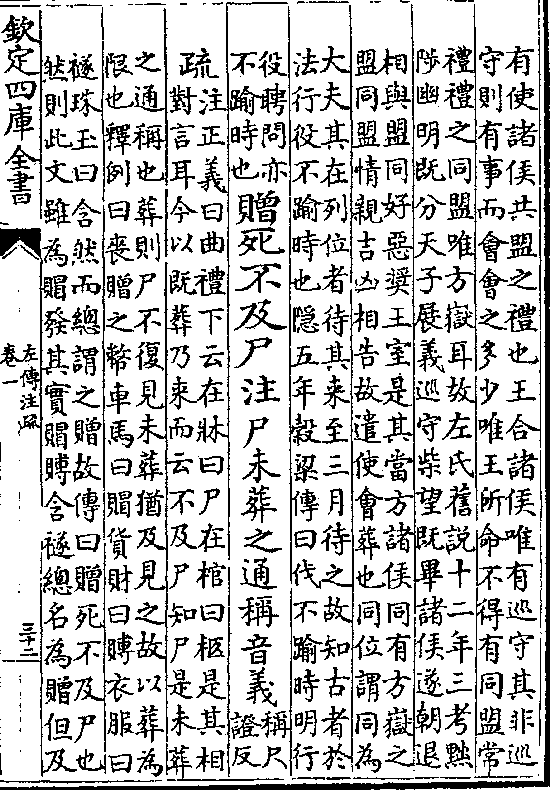 有使諸侯共盟之禮也王合諸侯唯有巡守其非巡
守則有事而會會之多少唯王所命不得有同盟常
禮禮之同盟唯方嶽耳故左氏舊說十二年三考黜
陟幽明既分天子展義巡守柴望既畢諸侯遂朝退
相與盟同好惡奬王室是其當方諸侯同有方嶽之
盟同盟情親吉凶相告故遣使會葬也同位謂同為
大夫其在列位者待其来至三月待之故知古者於
法行役不踰時也隱五年穀梁傳曰伐不踰時明行
役聘問亦
不踰時也
贈死不及尸注尸未葬之通稱音義
稱尺
證反
疏
注正義曰曲禮下云在牀曰尸在棺曰柩是其相
對言耳今以既葬乃来而云不及尸知尸是未葬
之通稱也葬則尸不復見未葬猶及見之故以葬為
限也釋例曰喪贈之幣車馬曰賵貨財曰賻衣服曰
襚珠玉曰含然而總謂之贈故傳曰贈死不及尸也
然則此文雖為賵發其實賵賻含襚總名為贈但及
欽定四庫全書
左傳注疏
卷一
三十二